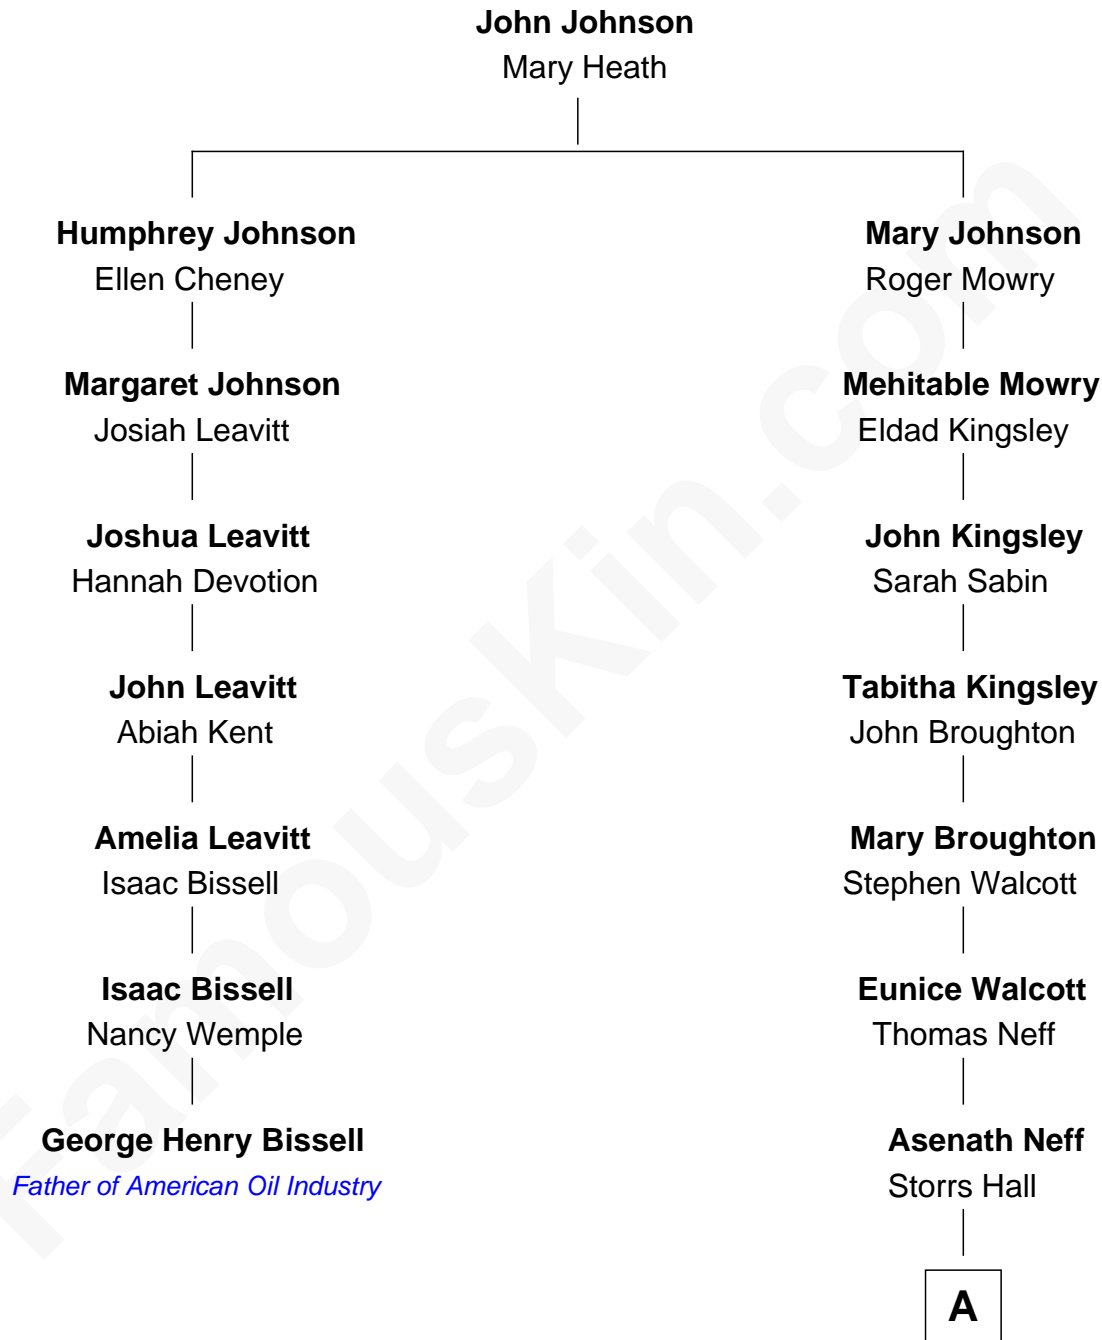 John Johnson
Mary Heath
Humphrey Johnson
Ellen Cheney
Margaret Johnson
Josiah Leavitt
Joshua Leavitt
Hannah Devotion
John Leavitt
Abiah Kent
Amelia Leavitt
Isaac Bissell
Isaac Bissell
Nancy Wemple
George Henry Bissell
Father of American Oil Industry
Mary Johnson
Roger Mowry
Mehitable Mowry
Eldad Kingsley
John Kingsley
Sarah Sabin
Tabitha Kingsley
John Broughton
Mary Broughton
Stephen Walcott
Eunice Walcott
Thomas Neff
Asenath Neff
Storrs Hall
A
FamousKin.com